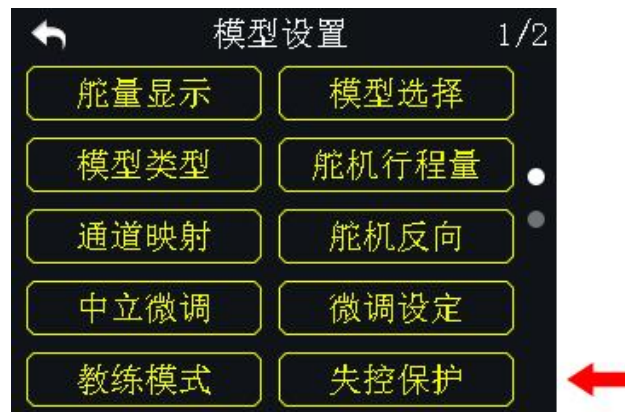 模型设置 1/2
舵量显示 模型选择
模型类型 舵机行程量
通道映射 舵机反向
中立微调 微调设定
教练模式 失控保护